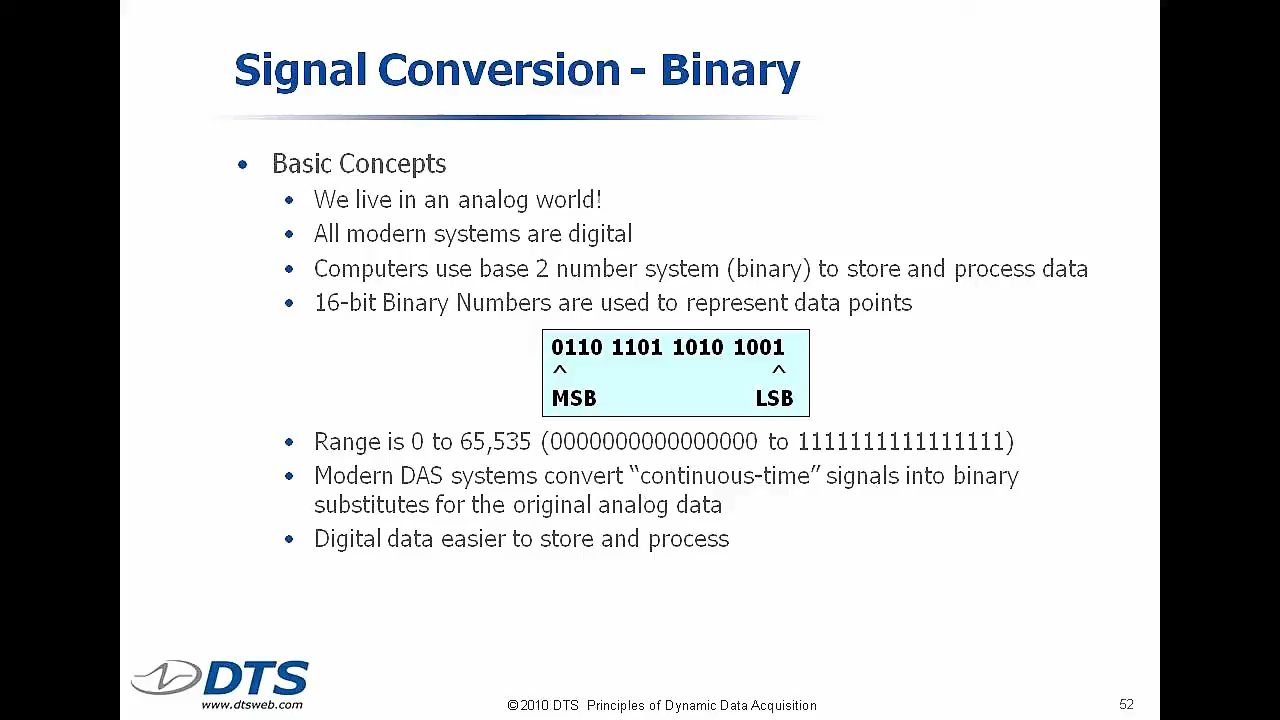 Signal Conversion - Binary
• Basic Concepts
• We live in an analog world!
• All modern systems are digital
• Computers use base 2 number system (binary) to store and process data
• 16-bit Binary Numbers are used to represent data points
0110 1101 1010 1001
^ ^
MSB LSB
• Range is 0 to 65,535 (0000000000000000 to 1111111111111111)
• Modern DAS systems convert “continuous-time” signals into binary
substitutes for the original analog data
• Digital data easier to store and process
DTS
www.dtsweb.com
©2010 DTS Principles of Dynamic Data Acquisition
52